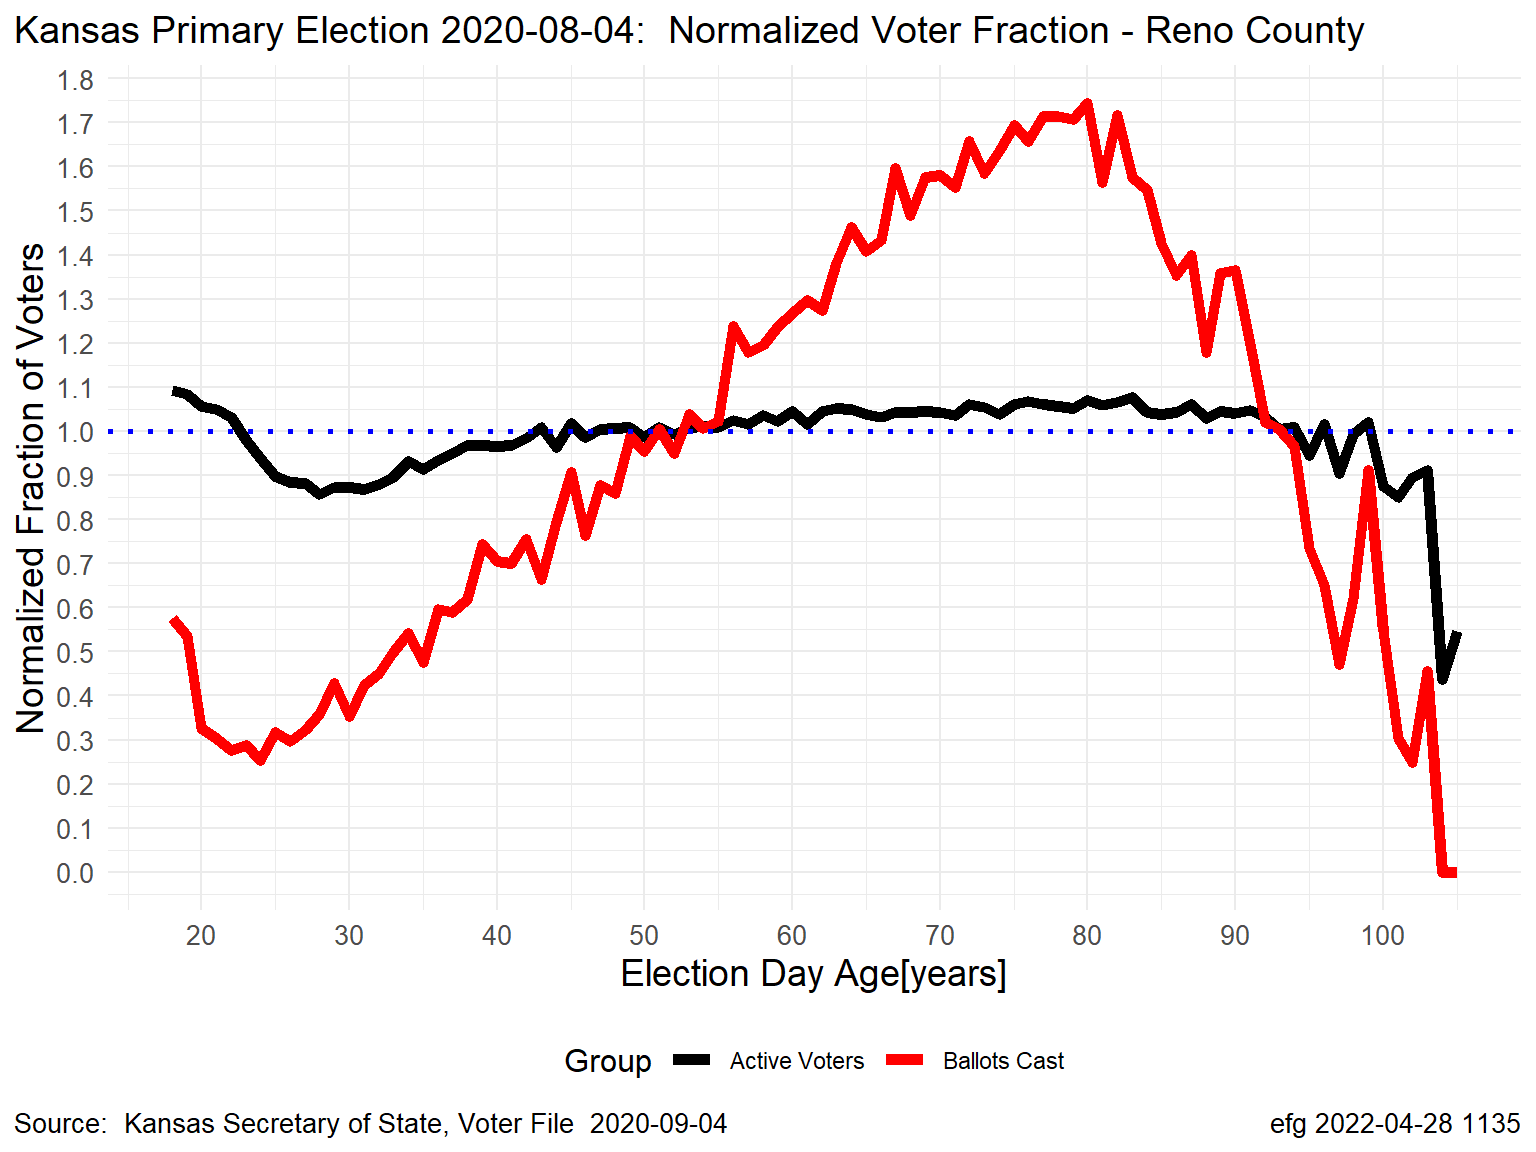 Kansas Primary Election 2020-08-04:  Normalized Voter Fraction - Reno County
Normalized Fraction of Voters
1.8
1.7
1.6
1.5
1.4
1.3
1.2
1.1
1.0
0.9
0.8
0.7
0.6
0.5
0.4
0.3
0.2
0.1
0.0
20 30 40 50 60 70 80 90 100
Election Day Age[years]
Group Active Voters Ballots Cast
Source:  Kansas Secretary of State, Voter File  2020-09-04
efg 2022-04-28 1135